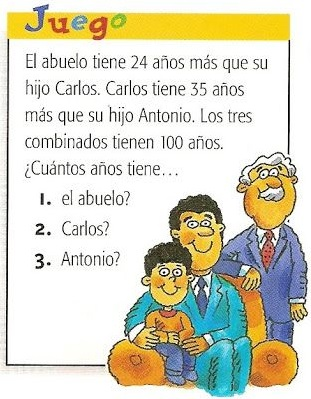 Juego
El abuelo tiene 24 años más que su
hijo Carlos. Carlos tiene 35 años
más que su hijo Antonio. Los tres
combinados tienen 100 años.
¿Cuántos años tiene...
1. el abuelo?
2. Carlos?
3. Antonio?